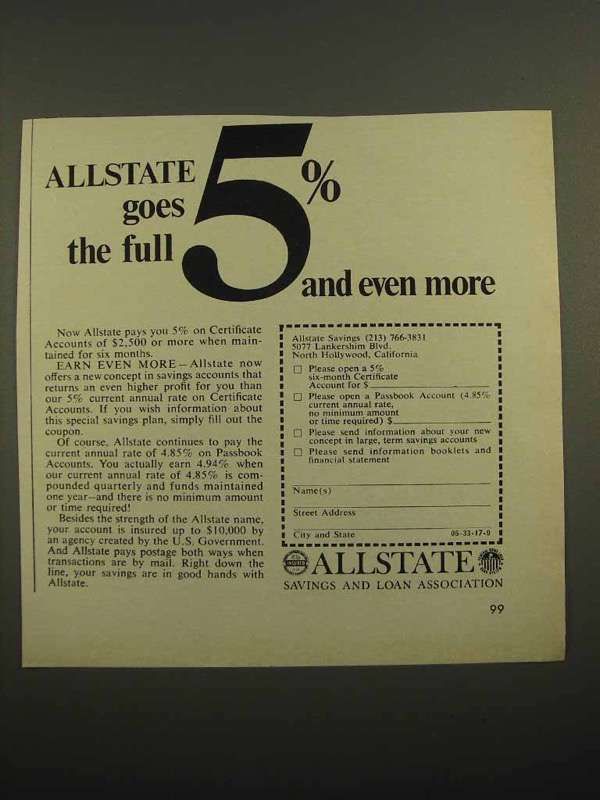 ALLSTATE
goes
the full
5%
and even more
Now Allstate pays you 5% on Certificate
Accounts of $2,500 or more when main-
tained for six months.
EARN EVEN MORE—Allstate now
offers a new concept in savings accounts that
returns an even higher profit for you than
our 5% current annual rate on Certificate
Accounts. If you wish information about
this special savings plan, simply fill out the
coupon.
Of course, Allstate continues to pay the
current annual rate of 4.85% on Passbook
Accounts. You actually earn 4.94% when
our current annual rate of 4.85% is com-
pounded quarterly and funds maintained
one year—and there is no minimum amount
or time required!
Besides the strength of the Allstate name,
your account is insured up to $10,000 by
an agency created by the U.S. Government.
And Allstate pays postage both ways when
transactions are by mail. Right down the
line, your savings are in good hands with
Allstate.
Allstate Savings (213) 766-3831
5077 Lankershim Blvd.
North Hollywood, California
Please open a 5%
six-month Certificate
Account for $
Please open a Passbook Account (4.85%
current annual rate,
no minimum amount
or time required) $
Please send information about your new
concept in large, term savings accounts
Please send information booklets and
financial statement
Name(s)
Street Address
City and State 05-33-17-0
ALLSTATE
SAVINGS AND LOAN ASSOCIATION
99